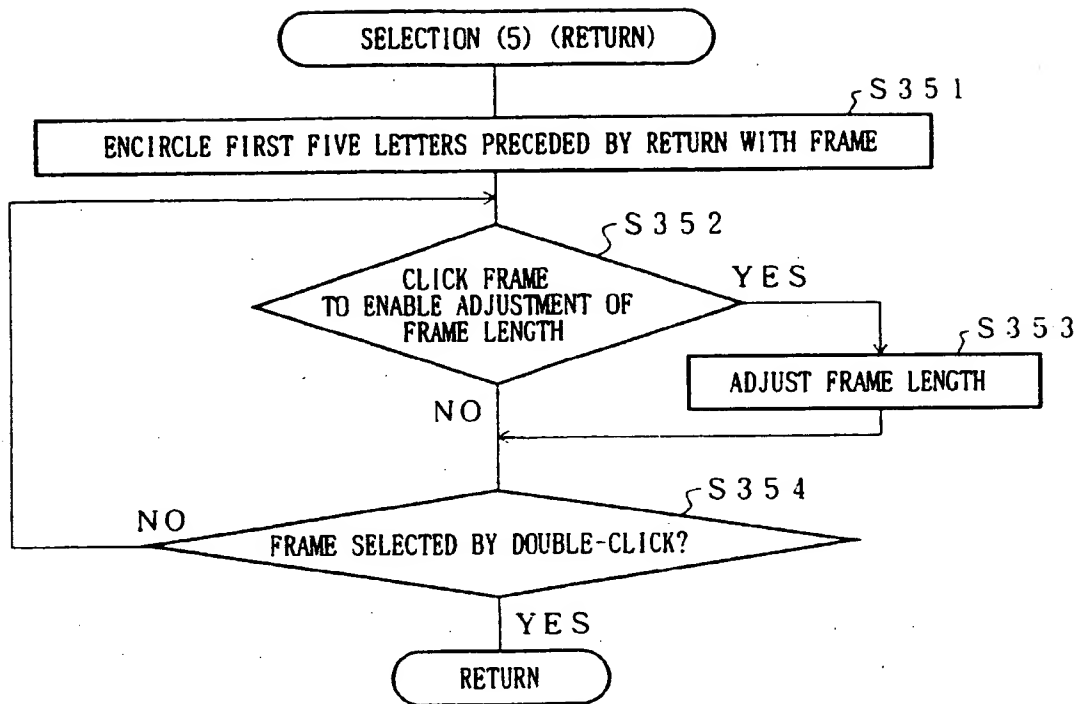 SELECTION (5) (RETURN)
S351
ENCIRCLE FIRST FIVE LETTERS PRECEDED BY RETURN WITH FRAME
S352
CLICK FRAME
TO ENABLE ADJUSTMENT OF
FRAME LENGTH
YES
S353
ADJUST FRAME LENGTH
NO
S354
NO
FRAME SELECTED BY DOUBLE-CLICK?
YES
RETURN